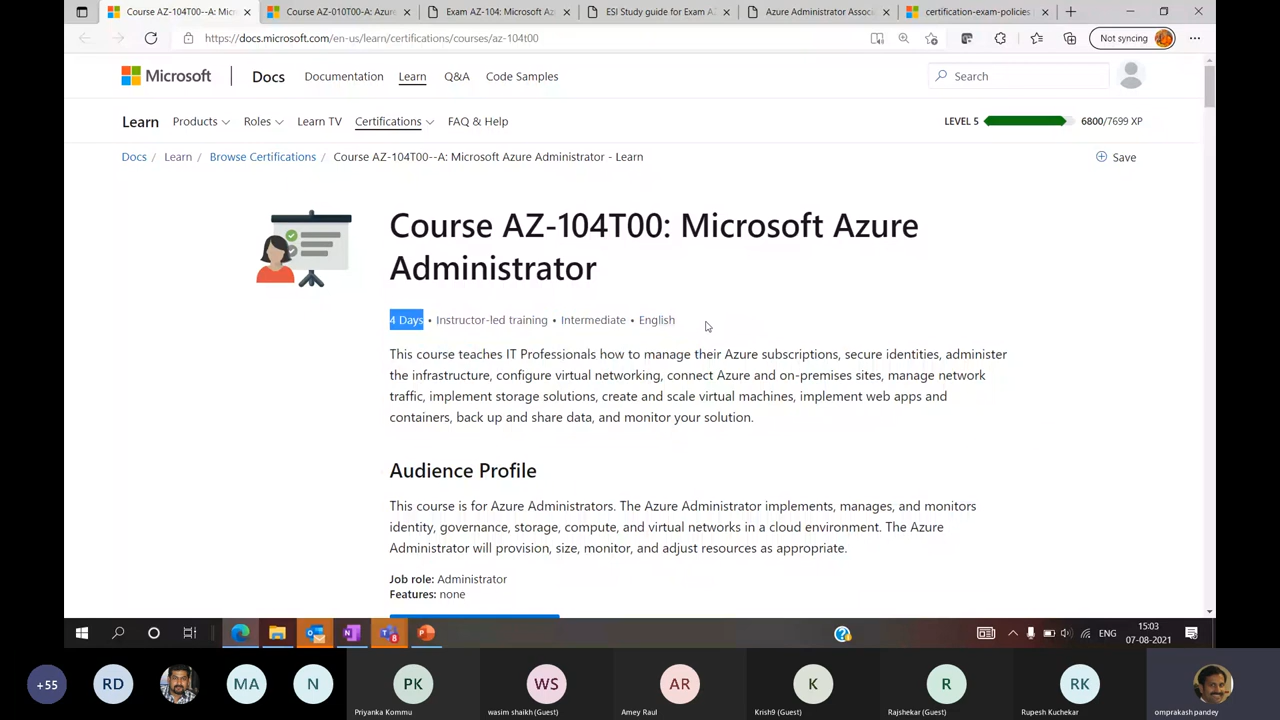 Course AZ-104T00--A: Mic
Course AZ-010T00-A: Azure
Exam AZ-104: Microsoft Az
ESI Study guide for Exam AZ
Azure Administrator Assoc
certification-exam-policies
https://docs.microsoft.com/en-us/learn/certifications/courses/az-104t00
Not syncing
Microsoft
Docs
Documentation
Learn
Q&A
Code Samples
Search
Learn
Products
Roles
Learn TV
Certifications
FAQ & Help
LEVEL 5
6800/7699 XP
Docs / Learn / Browse Certifications / Course AZ-104T00--A: Microsoft Azure Administrator - Learn
Save
Course AZ-104T00: Microsoft Azure
Administrator
4 Days • Instructor-led training • Intermediate • English
This course teaches IT Professionals how to manage their Azure subscriptions, secure identities, administer
the infrastructure, configure virtual networking, connect Azure and on-premises sites, manage network
traffic, implement storage solutions, create and scale virtual machines, implement web apps and
containers, back up and share data, and monitor your solution.
Audience Profile
This course is for Azure Administrators. The Azure Administrator implements, manages, and monitors
identity, governance, storage, compute, and virtual networks in a cloud environment. The Azure
Administrator will provision, size, monitor, and adjust resources as appropriate.
Job role: Administrator
Features: none
ENG
15:03
07-08-2021
+55
RD
MA
N
PK
WS
AR
K
R
RK
Priyanka Kommu
wasim shaikh (Guest)
Amey Raul
Krish9 (Guest)
Rajshekar (Guest)
Rupesh Kuchekar
omprakash pandey